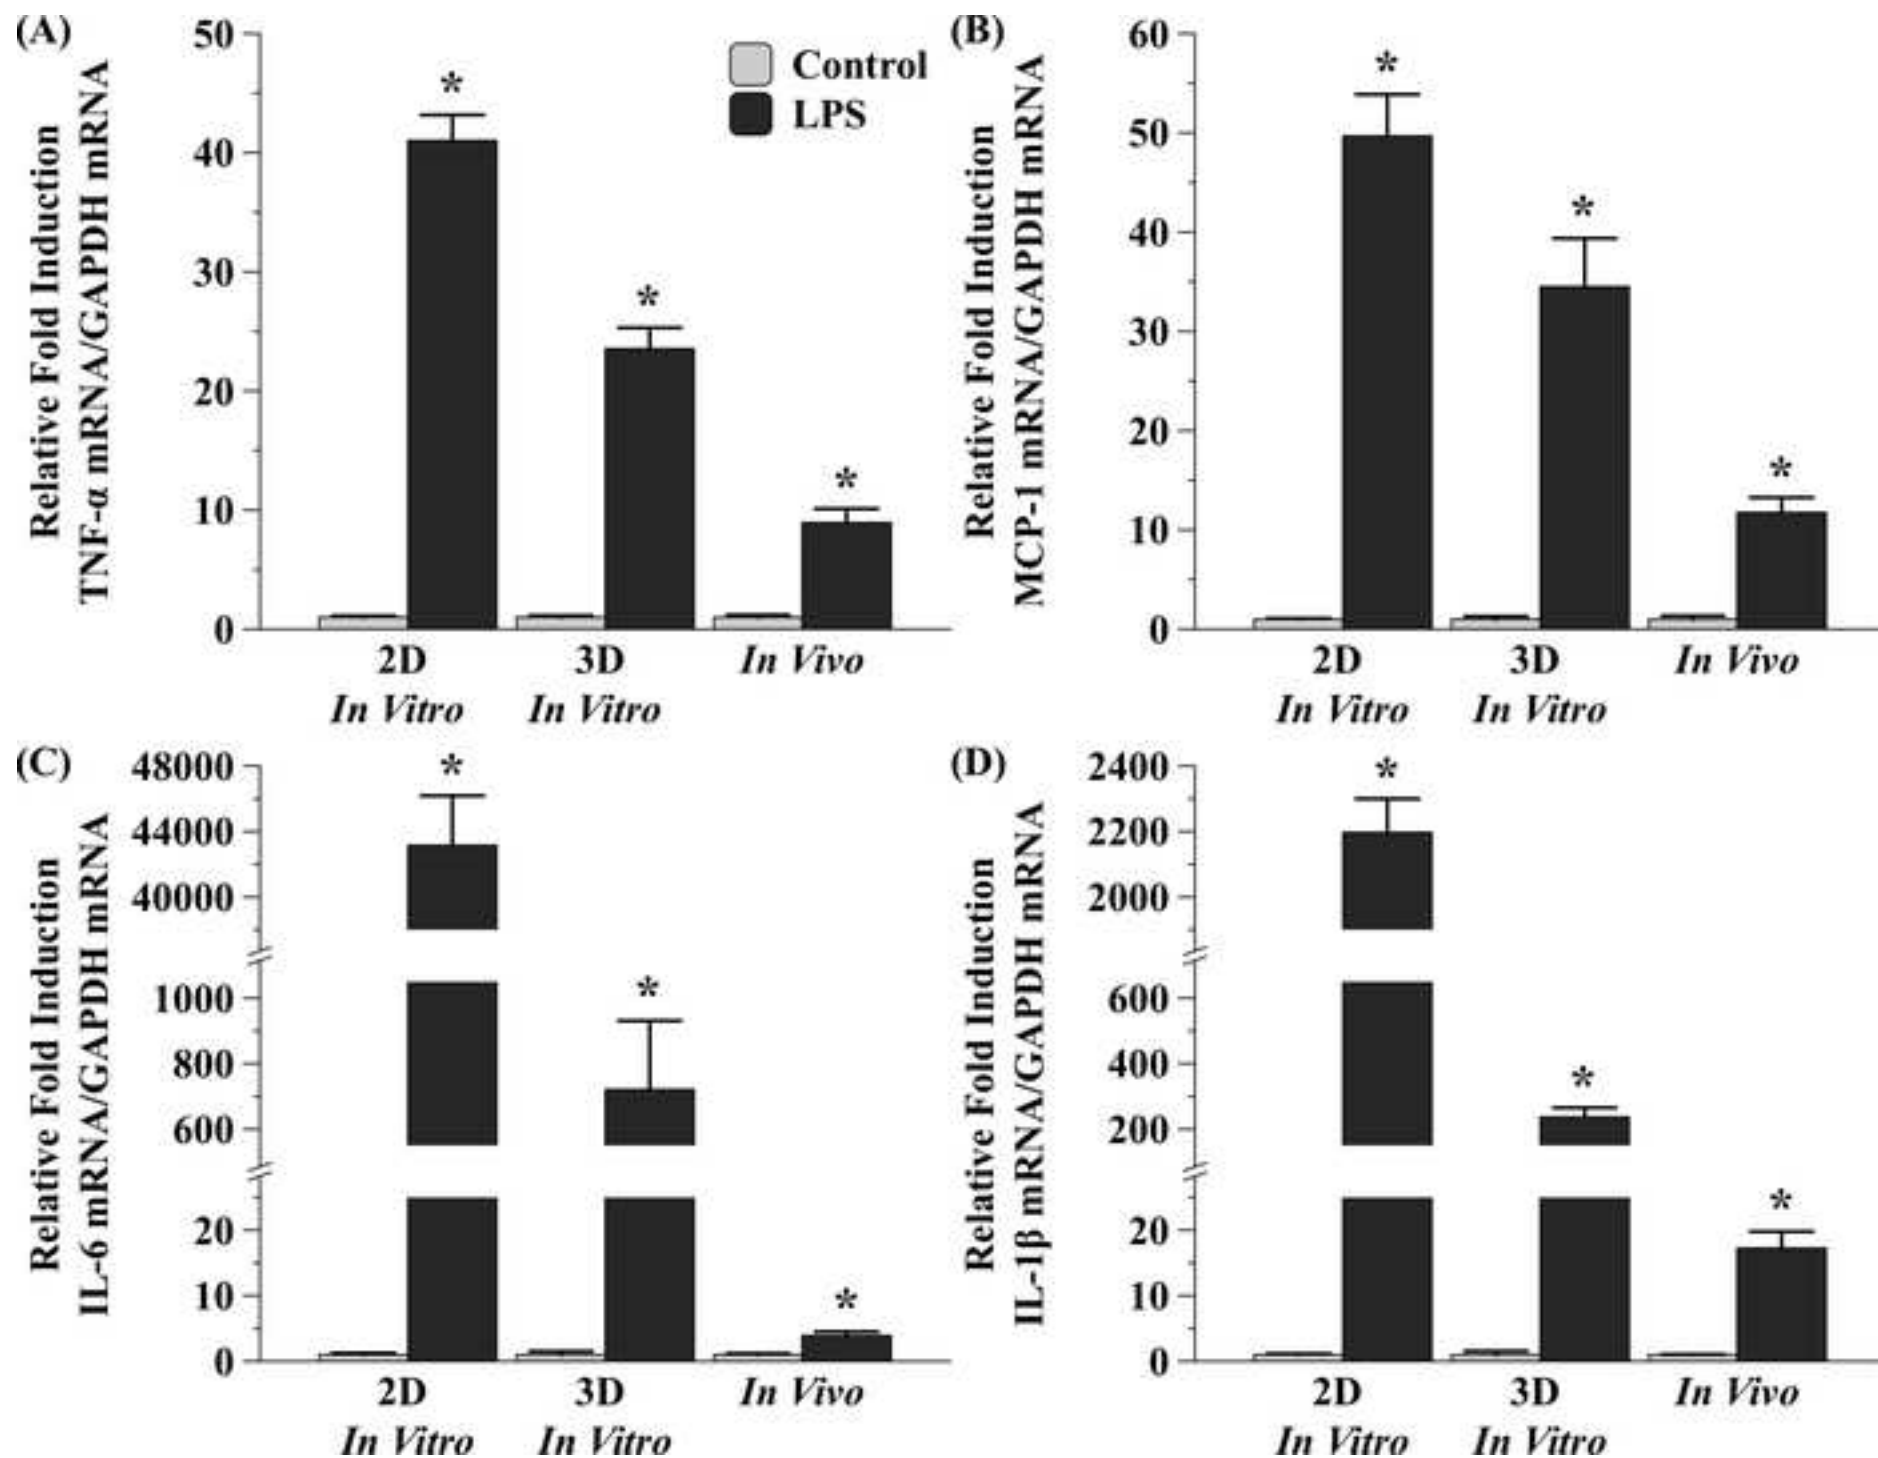 (A)
Relative Fold Induction
TNF-α mRNA/GAPDH mRNA
50
40
30
20
10
0
*
*
*
Control
LPS
2D
In Vitro
3D
In Vitro
In Vivo
(B)
Relative Fold Induction
MCP-1 mRNA/GAPDH mRNA
60
50
40
30
20
10
0
*
*
*
2D
In Vitro
3D
In Vitro
In Vivo
(C)
Relative Fold Induction
IL-6 mRNA/GAPDH mRNA
48000
44000
40000
1000
800
600
20
10
0
*
*
*
2D
In Vitro
3D
In Vitro
In Vivo
(D)
Relative Fold Induction
IL-1β mRNA/GAPDH mRNA
2400
2200
2000
600
400
200
20
10
0
*
*
*
2D
In Vitro
3D
In Vitro
In Vivo